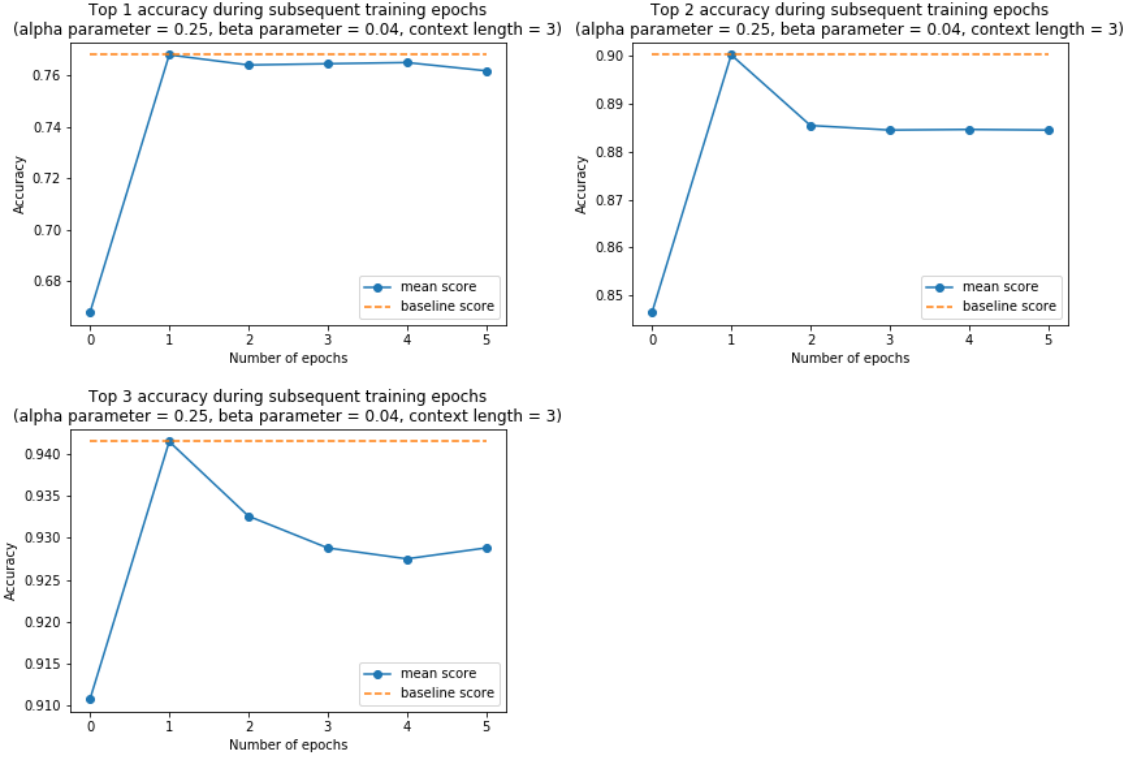 Top 1 accuracy during subsequent training epochs
(alpha parameter = 0.25, beta parameter = 0.04, context length = 3)
0.76
0.74
0.72
0.70
0.68
Accuracy
mean score
baseline score
0 1 2 3 4 5
Number of epochs
Top 2 accuracy during subsequent training epochs
(alpha parameter = 0.25, beta parameter = 0.04, context length = 3)
0.90
0.89
0.88
0.87
0.86
0.85
Accuracy
mean score
baseline score
0 1 2 3 4 5
Number of epochs
Top 3 accuracy during subsequent training epochs
(alpha parameter = 0.25, beta parameter = 0.04, context length = 3)
0.940
0.935
0.930
0.925
0.920
0.915
0.910
Accuracy
mean score
baseline score
0 1 2 3 4 5
Number of epochs